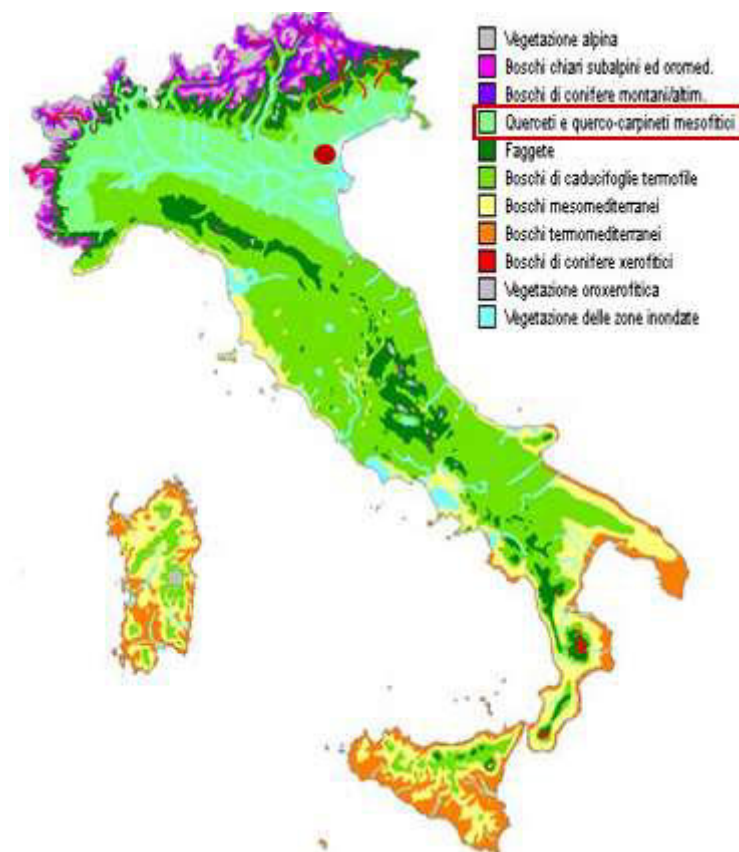 Vegetazione alpina
Boschi chiari subalpini ed oromed.
Boschi di conifere montani/altim.
Querceti e querco-carpineti mesofitici
Faggete
Boschi di caducifoglie termofile
Boschi mesomediterranei
Boschi termomediterranei
Boschi di conifere xerofitici
Vegetazione oroxerofitica
Vegetazione delle zone inondate